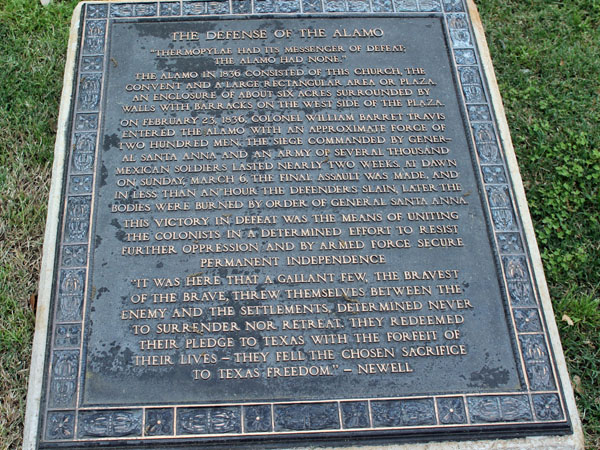 THE DEFENSE OF THE ALAMO
"THERMOPYLAE HAD ITS MESSENGER OF DEFEAT;
THE ALAMO HAD NONE."
THE ALAMO IN 1836 CONSISTED OF THIS CHURCH, THE
CONVENT AND A LARGE RECTANGULAR AREA OR PLAZA,
AN ENCLOSURE OF ABOUT SIX ACRES SURROUNDED BY
WALLS WITH BARRACKS ON THE WEST SIDE OF THE PLAZA.
ON FEBRUARY 23, 1836, COLONEL WILLIAM BARRET TRAVIS
ENTERED THE ALAMO WITH AN APPROXIMATE FORCE OF
TWO HUNDRED MEN, THE SIEGE COMMANDED BY GENER-
AL SANTA ANNA AND AN ARMY OF SEVERAL THOUSAND
MEXICAN SOLDIERS LASTED NEARLY TWO WEEKS. AT DAWN
ON SUNDAY, MARCH 6, THE FINAL ASSAULT WAS MADE, AND
IN LESS THAN AN HOUR THE DEFENDERS SLAIN, LATER THE
BODIES WERE BURNED BY ORDER OF GENERAL SANTA ANNA.
THIS VICTORY IN DEFEAT WAS THE MEANS OF UNITING
THE COLONISTS IN A DETERMINED EFFORT TO RESIST
FURTHER OPPRESSION AND BY ARMED FORCE SECURE
PERMANENT INDEPENDENCE
"IT WAS HERE THAT A GALLANT FEW, THE BRAVEST
OF THE BRAVE, THREW THEMSELVES BETWEEN THE
ENEMY AND THE SETTLEMENTS, DETERMINED NEVER
TO SURRENDER NOR RETREAT. THEY REDEEMED
THEIR PLEDGE TO TEXAS WITH THE FORFEIT OF
THEIR LIVES – THEY FELL THE CHOSEN SACRIFICE
TO TEXAS FREEDOM." – NEWELL